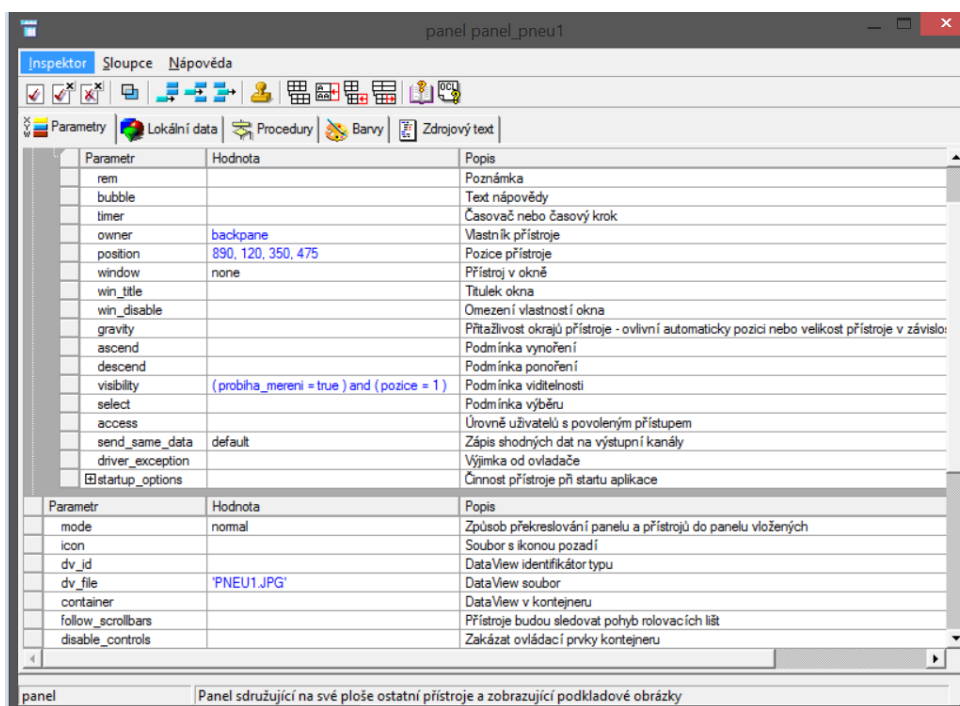 panel panel_pneu1
Inspektor Sloupce Nápověda
Parametry Lokální data Procedury Barvy Zdrojový text
Parametr Hodnota Popis
rem Poznámka
bubble Text nápovědy
timer Časovač nebo časový krok
owner backpane Vlastník přístroje
position 890, 120, 350, 475 Pozice přístroje
window none Přístroj v okně
win_title Titulek okna
win_disable Omezení vlastností okna
gravity Přitažlivost okrajů přístroje - ovlivní automaticky pozici nebo velikost přístroje v závislos
ascend Podmínka vynoření
descend Podmínka ponoření
visibility ( probiha_mereni = true ) and ( pozice = 1 ) Podmínka viditelnosti
select Podmínka výběru
access Úrovně uživatelů s povoleným přístupem
send_same_data default Zápis shodných dat na výstupní kanály
driver_exception Výjimka od ovladače
startup_options Činnost přístroje při startu aplikace
Parametr Hodnota Popis
mode normal Způsob překreslování panelu a přístrojů do panelu vložených
icon Soubor s ikonou pozadí
dv_id DataView identifikátor typu
dv_file 'PNEU1.JPG' DataView soubor
container DataView v kontejneru
follow_scrollbars Přístroje budou sledovat pohyb rolovacích lišt
disable_controls Zakázat ovládací prvky kontejneru
panel Panel sdružující na své ploše ostatní přístroje a zobrazující podkladové obrázky